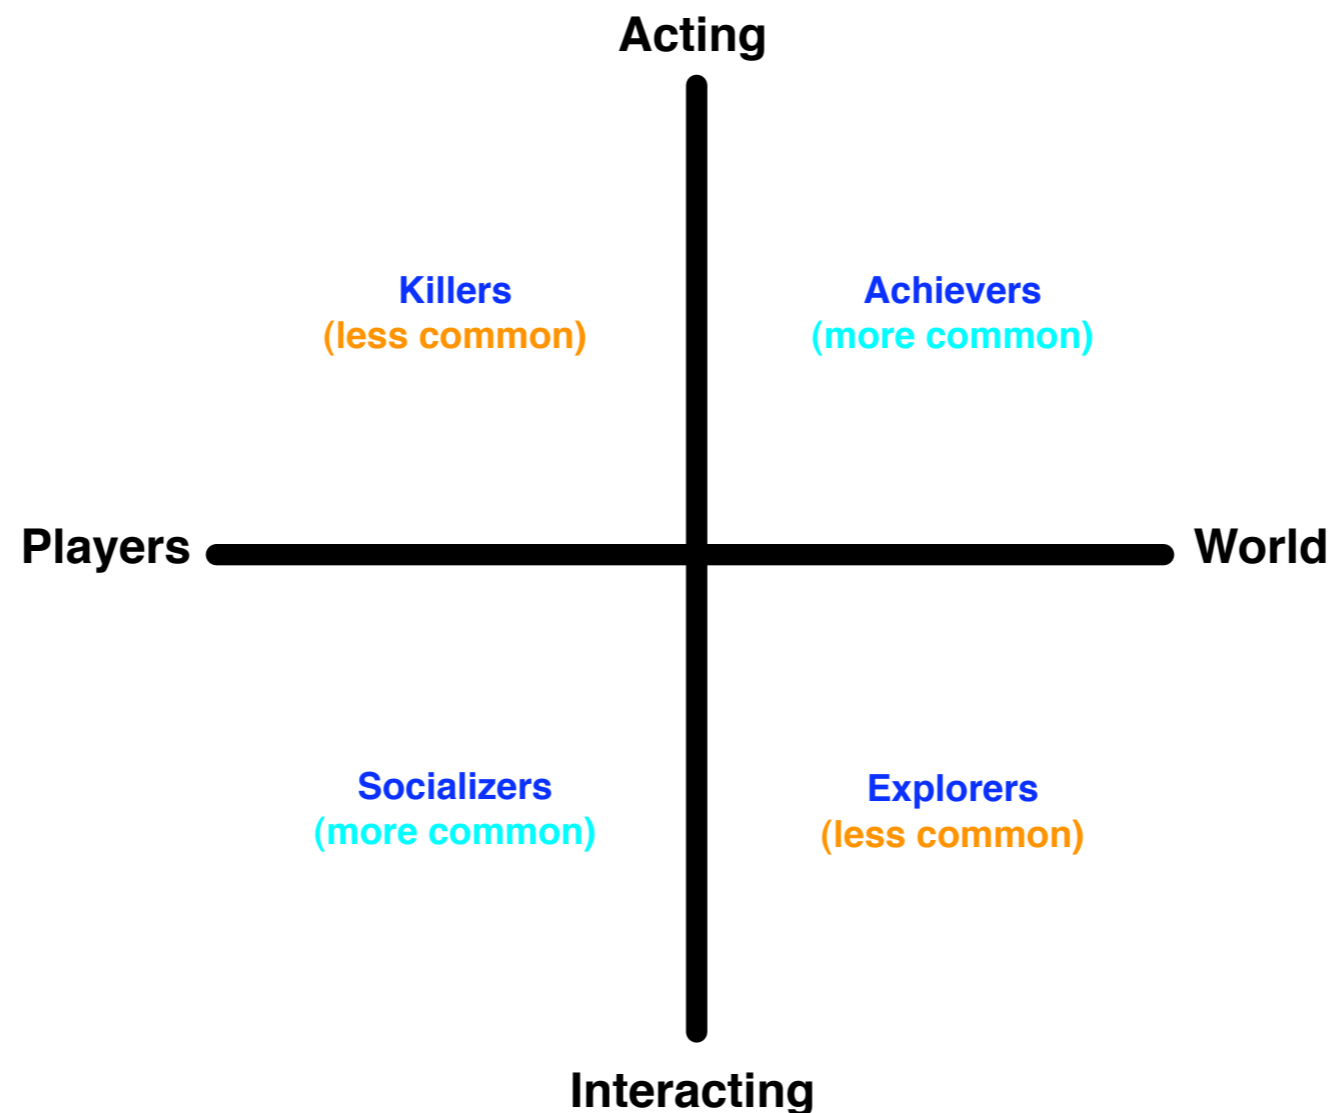 Acting
Killers
(less common)
Achievers
(more common)
Players
World
Socializers
(more common)
Explorers
(less common)
Interacting